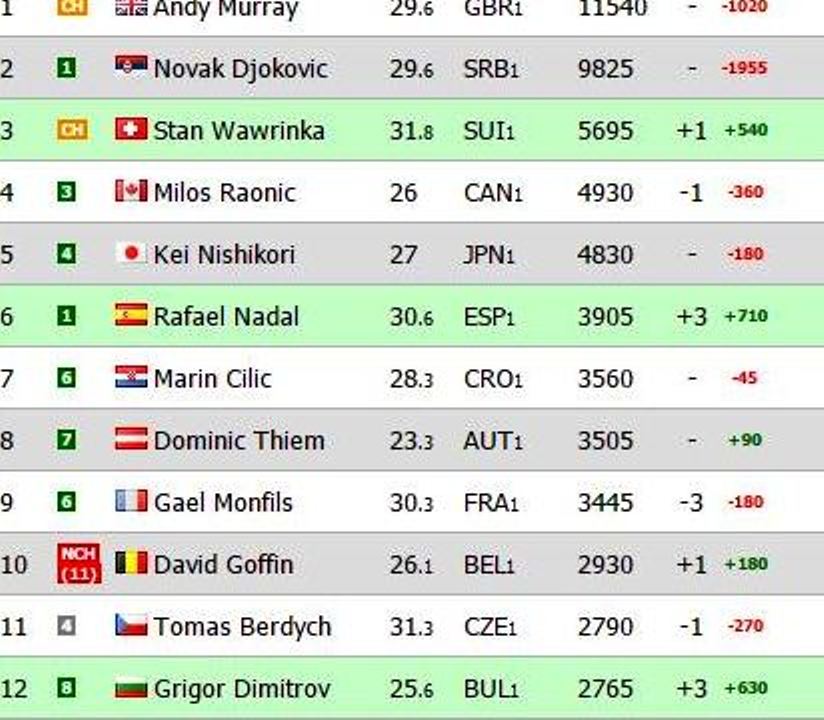 1 CH Andy Murray 29.6 GBR1 11540 - -1020
2 1 Novak Djokovic 29.6 SRB1 9825 - -1955
3 CH Stan Wawrinka 31.8 SUI1 5695 +1 +540
4 3 Milos Raonic 26 CAN1 4930 -1 -360
5 4 Kei Nishikori 27 JPN1 4830 - -180
6 1 Rafael Nadal 30.6 ESP1 3905 +3 +710
7 6 Marin Cilic 28.3 CRO1 3560 - -45
8 7 Dominic Thiem 23.3 AUT1 3505 - +90
9 6 Gael Monfils 30.3 FRA1 3445 -3 -180
10 NCH (11) David Goffin 26.1 BEL1 2930 +1 +180
11 4 Tomas Berdych 31.3 CZE1 2790 -1 -270
12 8 Grigor Dimitrov 25.6 BUL1 2765 +3 +630